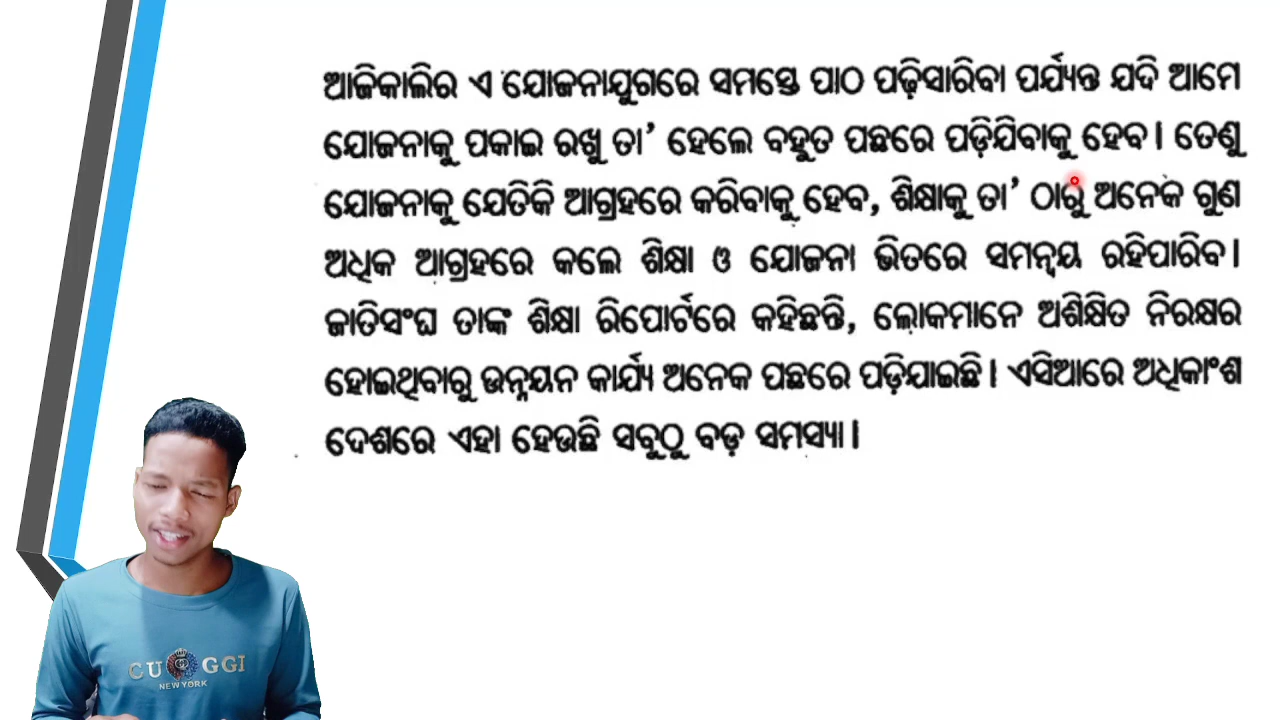 ଆଜିକାଲିର ଏ ଯୋଜନାଯୁଗରେ ସମସ୍ତେ ପାଠ ପଢ଼ିସାରିବା ପର୍ଯ୍ୟନ୍ତ ଯଦି ଆମେ
ଯୋଜନାକୁ ପକାଇ ରଖୁ ତା’ ହେଲେ ବହୁତ ପଛରେ ପଡ଼ିଯିବାକୁ ହେବ। ତେଣୁ
ଯୋଜନାକୁ ଯେତିକି ଆଗ୍ରହରେ କରିବାକୁ ହେବ, ଶିକ୍ଷାକୁ ତା’ ଠାରୁ ଅନେକ ଗୁଣ
ଅଧିକ ଆଗ୍ରହରେ କଲେ ଶିକ୍ଷା ଓ ଯୋଜନା ଭିତରେ ସମନ୍ୱୟ ରହିପାରିବ।
ଜାତିସଂଘ ତାଙ୍କ ଶିକ୍ଷା ରିପୋର୍ଟରେ କହିଛନ୍ତି, ଲୋକମାନେ ଅଶିକ୍ଷିତ ନିରକ୍ଷର
ହୋଇଥିବାରୁ ଉନ୍ନୟନ କାର୍ଯ୍ୟ ଅନେକ ପଛରେ ପଡ଼ିଯାଇଛି। ଏସିଆରେ ଅଧିକାଂଶ
ଦେଶରେ ଏହା ହେଉଛି ସବୁଠୁ ବଡ଼ ସମସ୍ୟା।
CU GGI
NEW YORK